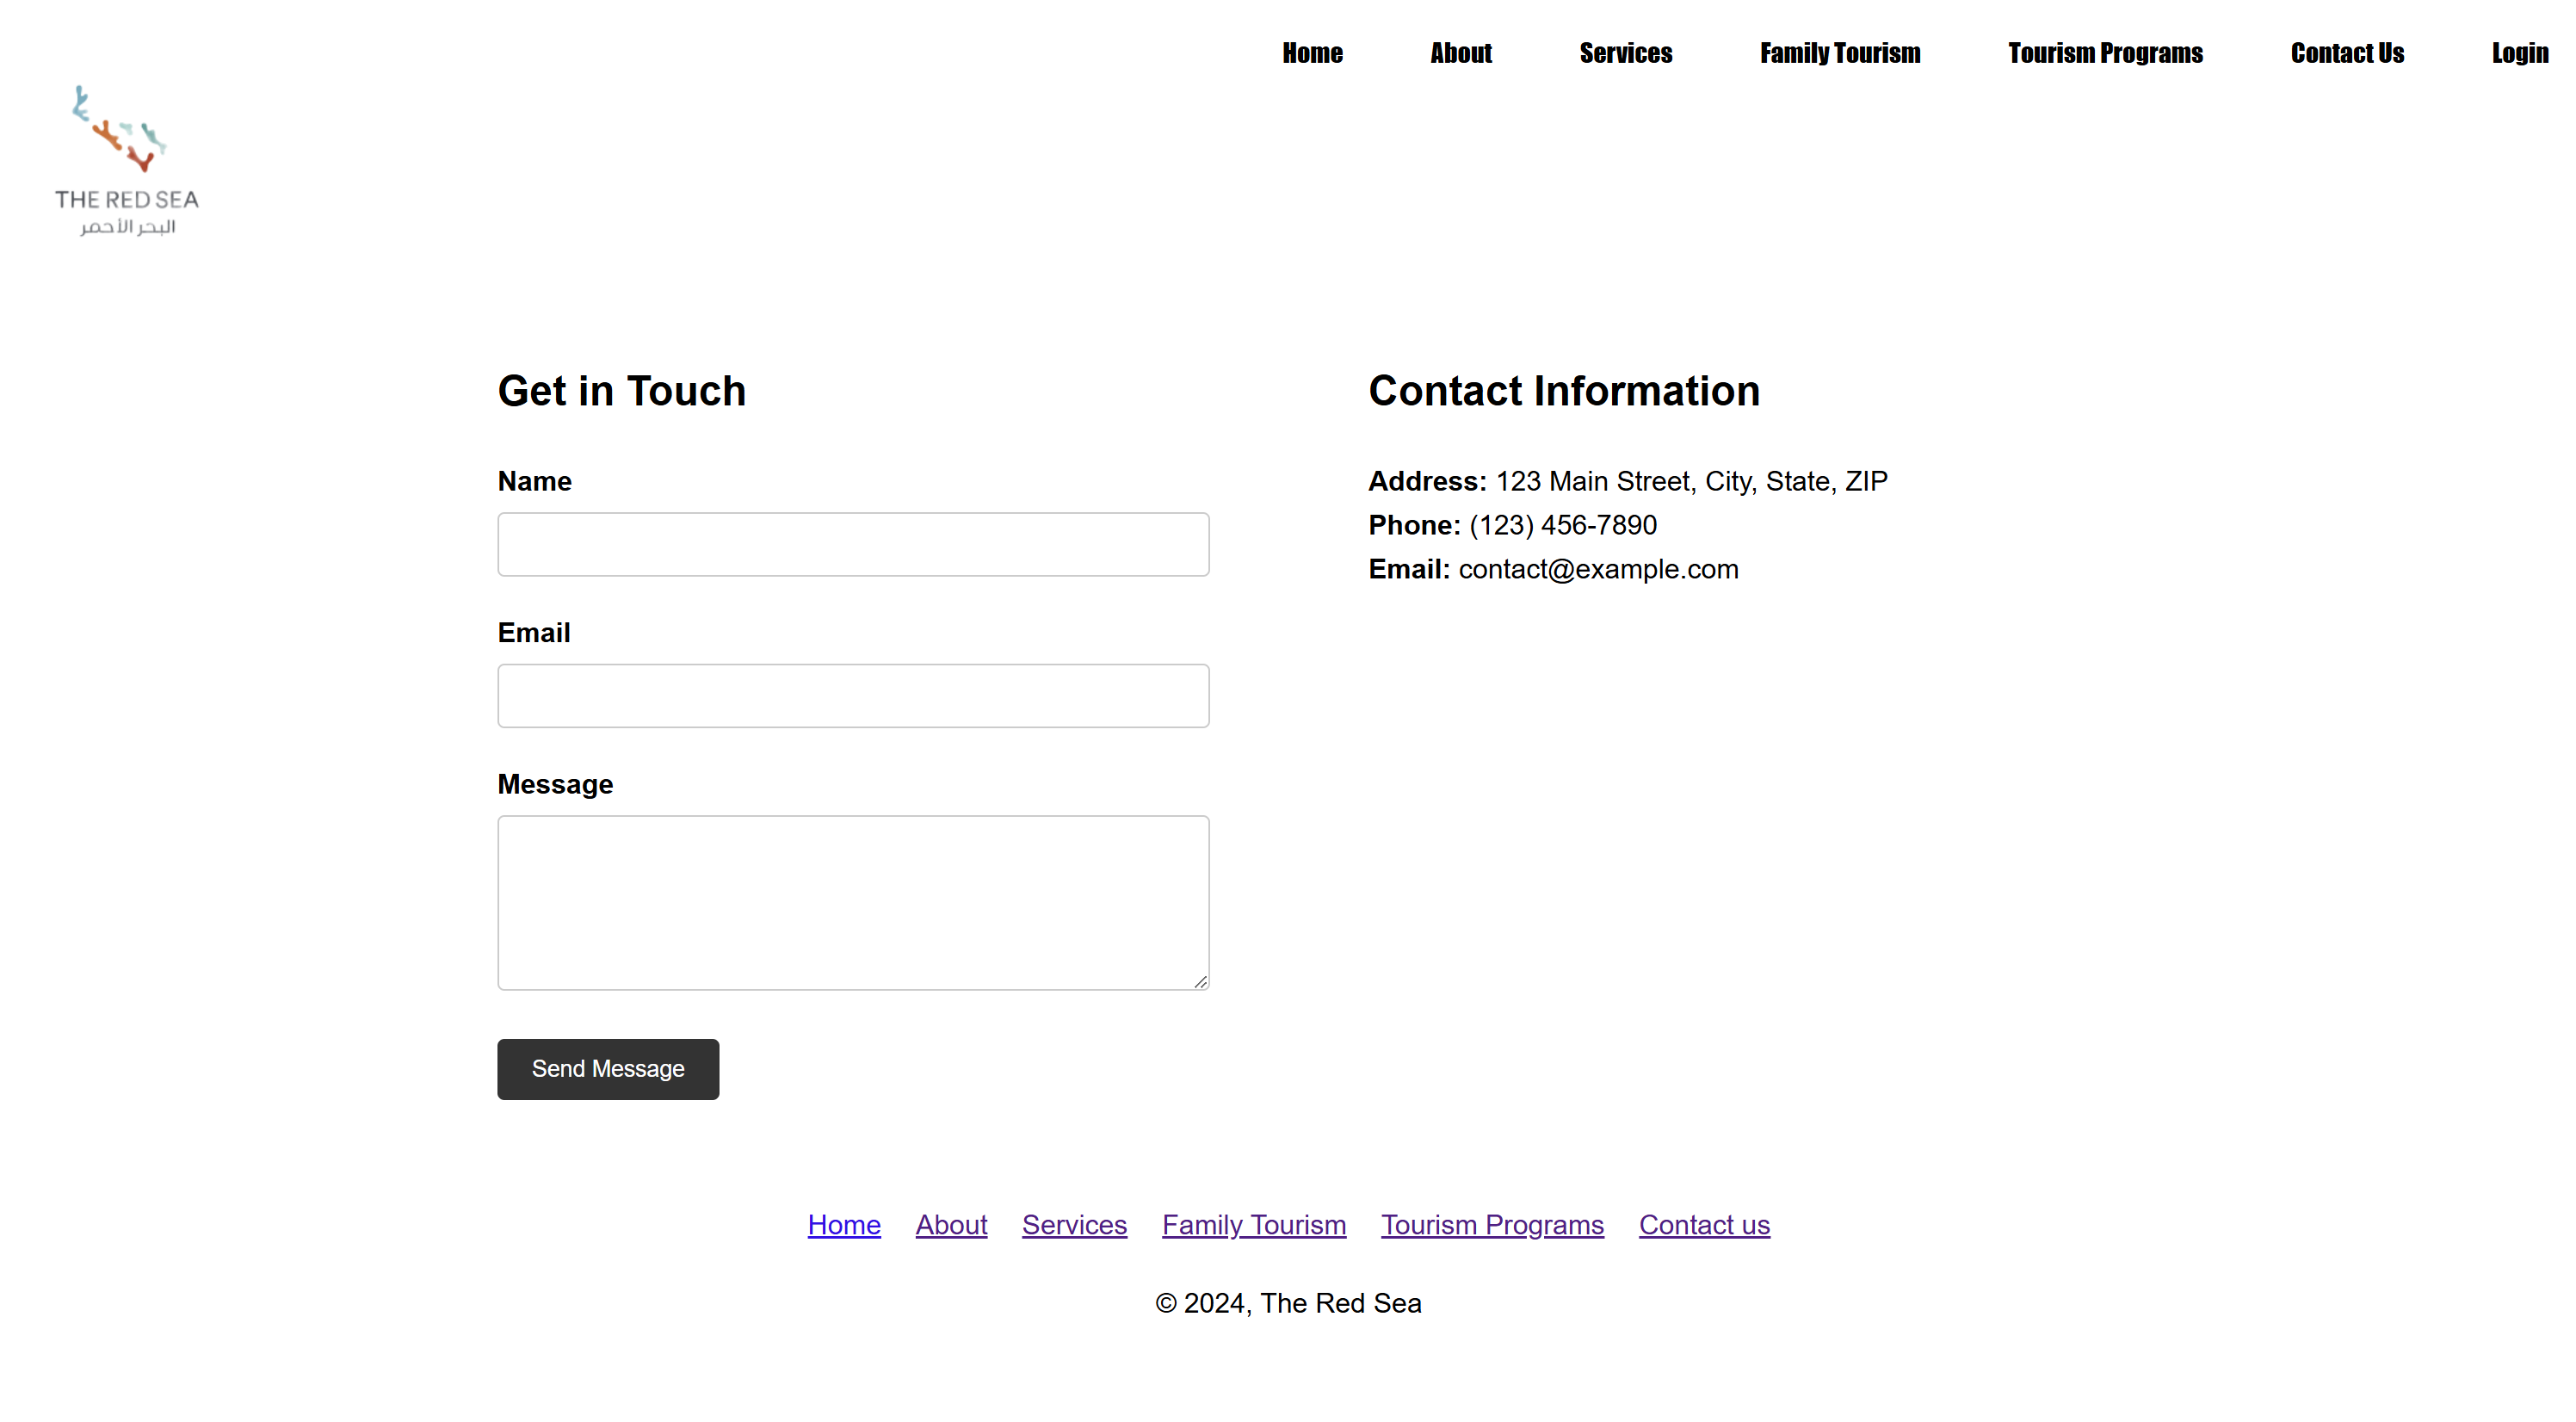 Home About Services Family Tourism Tourism Programs Contact Us Login
THE RED SEA
البحر الأحمر
Get in Touch
Name
Email
Message
Send Message
Contact Information
Address: 123 Main Street, City, State, ZIP
Phone: (123) 456-7890
Email: contact@example.com
Home About Services Family Tourism Tourism Programs Contact us
© 2024, The Red Sea